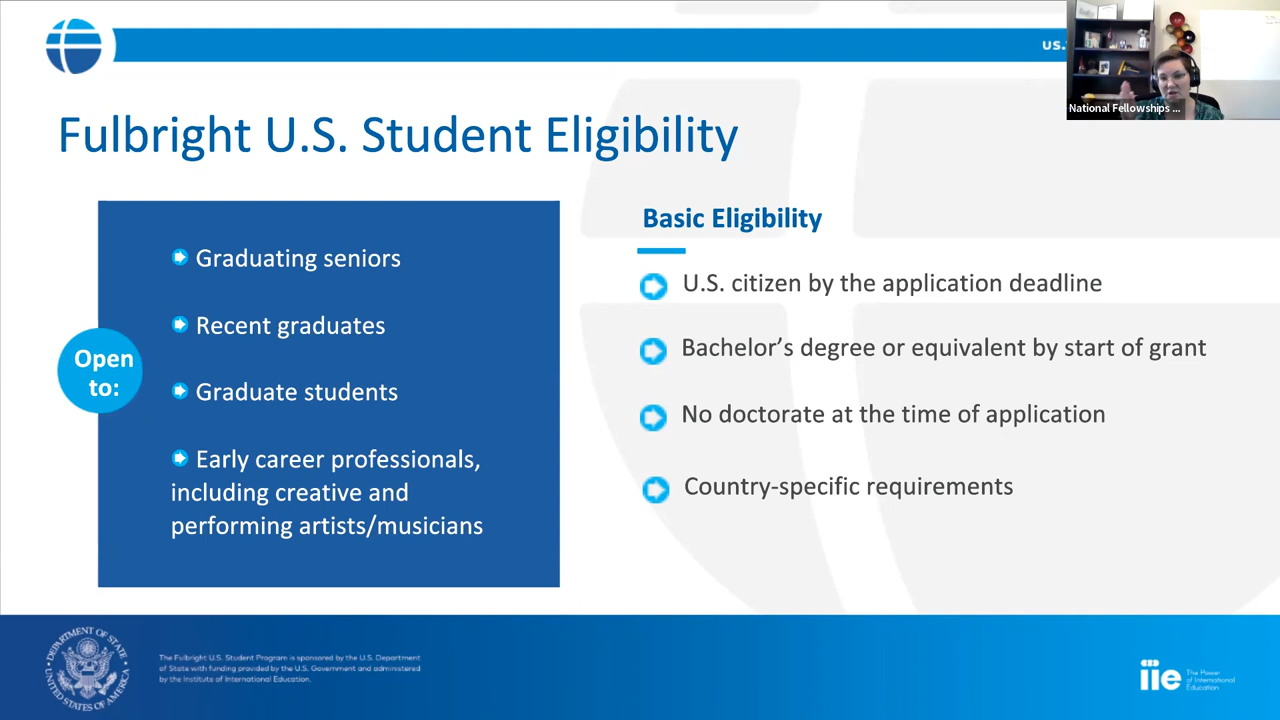 US.
National Fellowships ...
Fulbright U.S. Student Eligibility
Open
to:
Graduating seniors
Recent graduates
Graduate students
Early career professionals,
including creative and
performing artists/musicians
Basic Eligibility
U.S. citizen by the application deadline
Bachelor’s degree or equivalent by start of grant
No doctorate at the time of application
Country-specific requirements
DEPARTMENT OF STATE
UNITED STATES OF AMERICA
The Fulbright U.S. Student Program is sponsored by the U.S. Department
of State with funding provided by the U.S. Government and administered
by the Institute of International Education.
iie
The Power
of International
Education